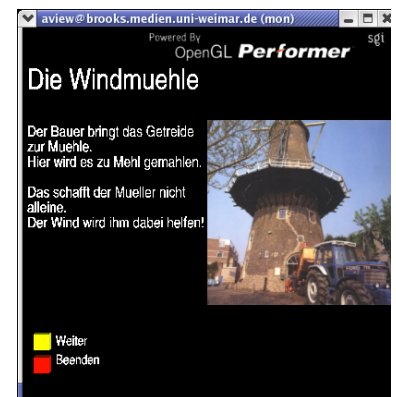 aview@brooks.medien.uni-weimar.de (mon)
Powered By
OpenGL Performer
sgi
Die Windmuehle
Der Bauer bringt das Getreide
zur Muehle.
Hier wird es zu Mehl gemahlen.
Das schafft der Mueller nicht
alleine.
Der Wind wird ihm dabei helfen!
Weiter
Beenden